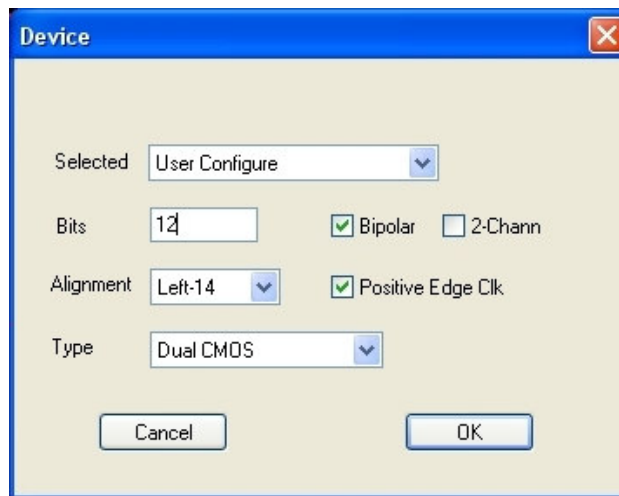 Device
Selected User Configure
Bits 12 Bipolar 2-Chann
Alignment Left-14 Positive Edge Clk
Type Dual CMOS
Cancel OK